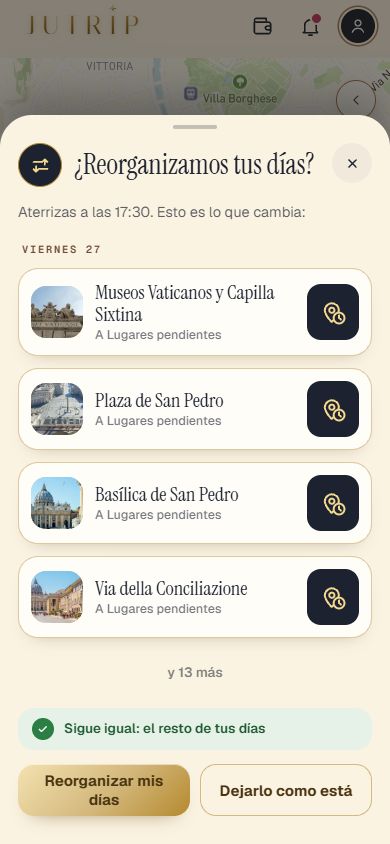 JUTRIP
VITTORIA
Villa Borghese
Via N
¿Reorganizamos tus días?
Aterrizas a las 17:30. Esto es lo que cambia:
VIERNES 27
Museos Vaticanos y Capilla
Sixtina
A Lugares pendientes
Plaza de San Pedro
A Lugares pendientes
Basílica de San Pedro
A Lugares pendientes
Via della Conciliazione
A Lugares pendientes
y 13 más
Sigue igual: el resto de tus días
Reorganizar mis
días
Dejarlo como está